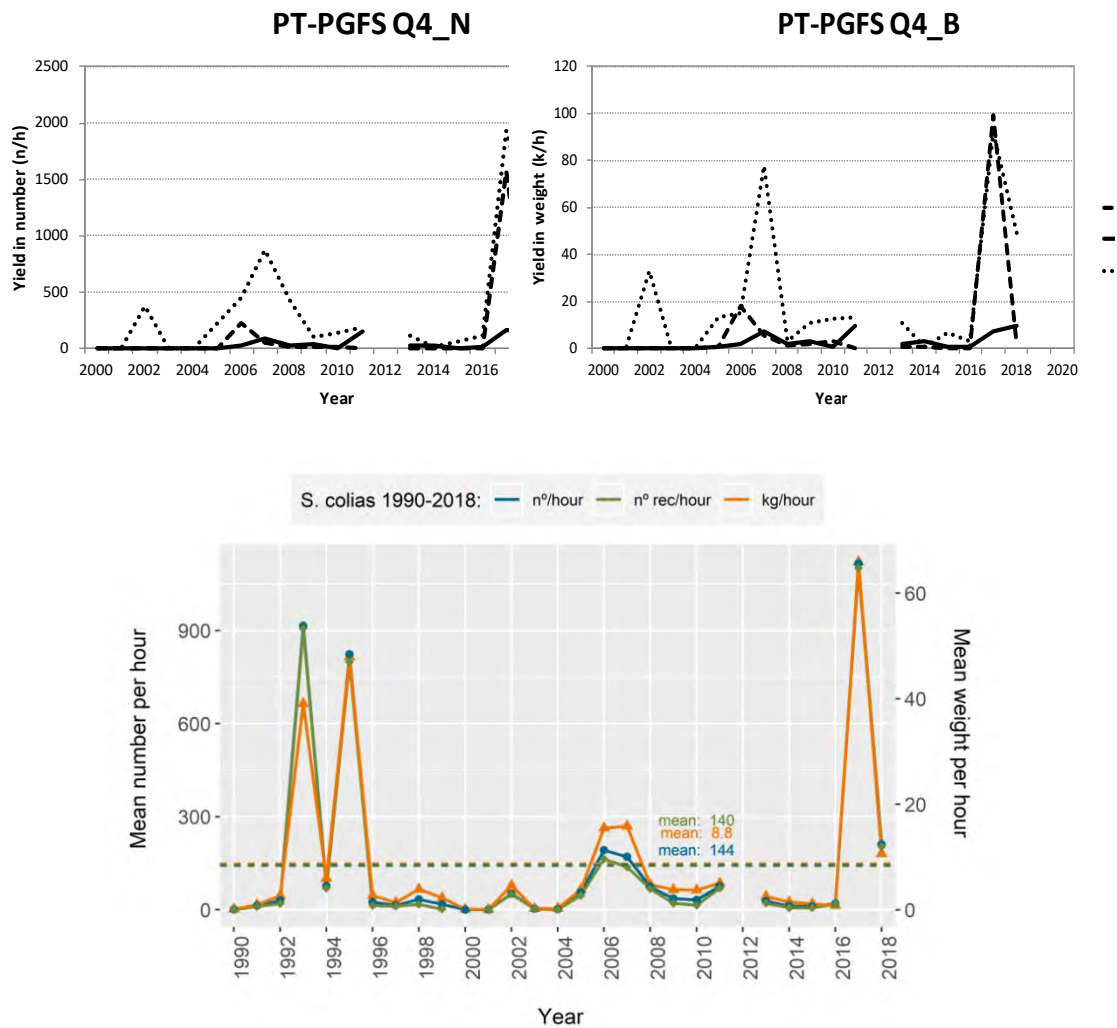 PT-PGFS Q4_N
2500
2000
1500
1000
500
0
Yield in number (n/h)
2000 2002 2004 2006 2008 2010 2012 2014 2016
Year
PT-PGFS Q4_B
120
100
80
60
40
20
0
Yield in weight (k/h)
2000 2002 2004 2006 2008 2010 2012 2014 2016 2018 2020
Year
S. colias 1990-2018: nº/hour nº rec/hour kg/hour
Mean number per hour
900
600
300
0
mean: 140
mean: 8.8
mean: 144
60
40
20
0
Mean weight per hour
1990 1992 1994 1996 1998 2000 2002 2004 2006 2008 2010 2012 2014 2016 2018
Year